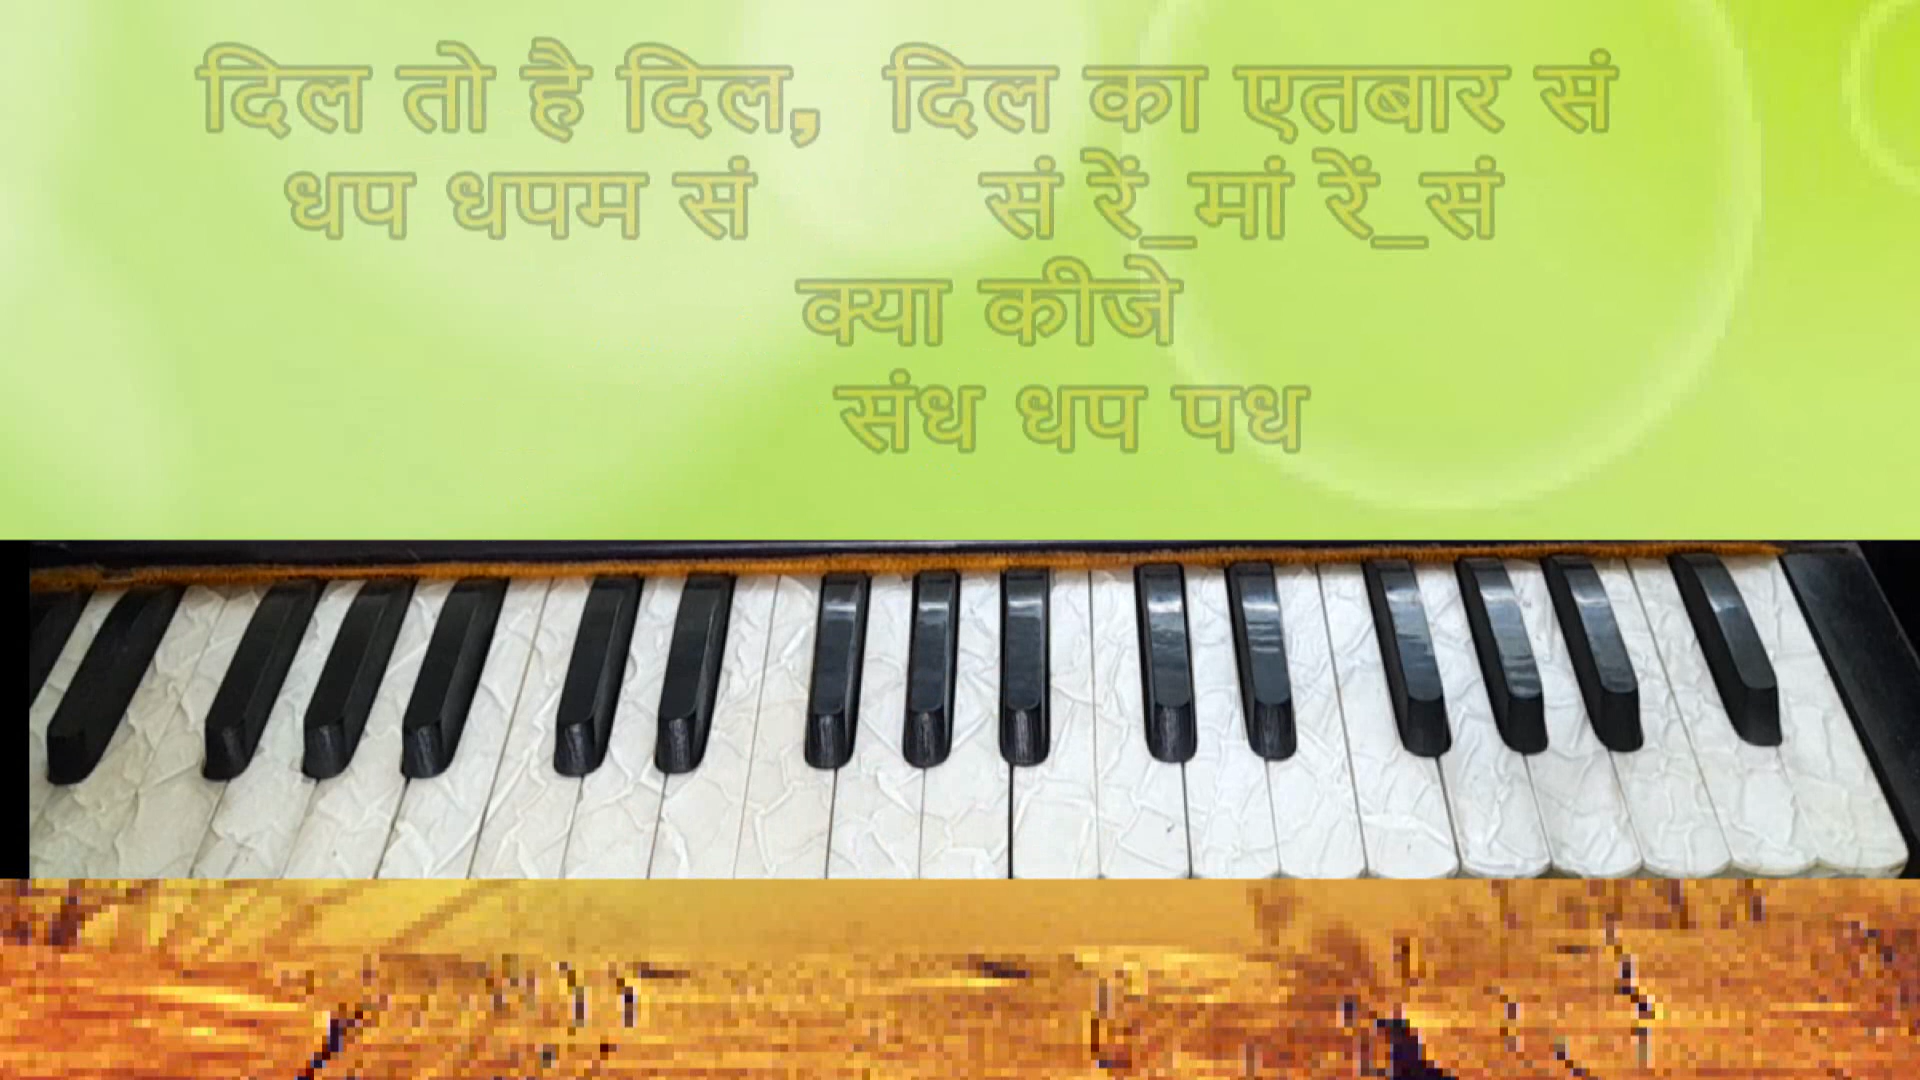 दिल तो है दिल, दिल का एतबार सं
धप धपम सं सं रें_मां रें_सं
क्या कीजे
संध धप पध